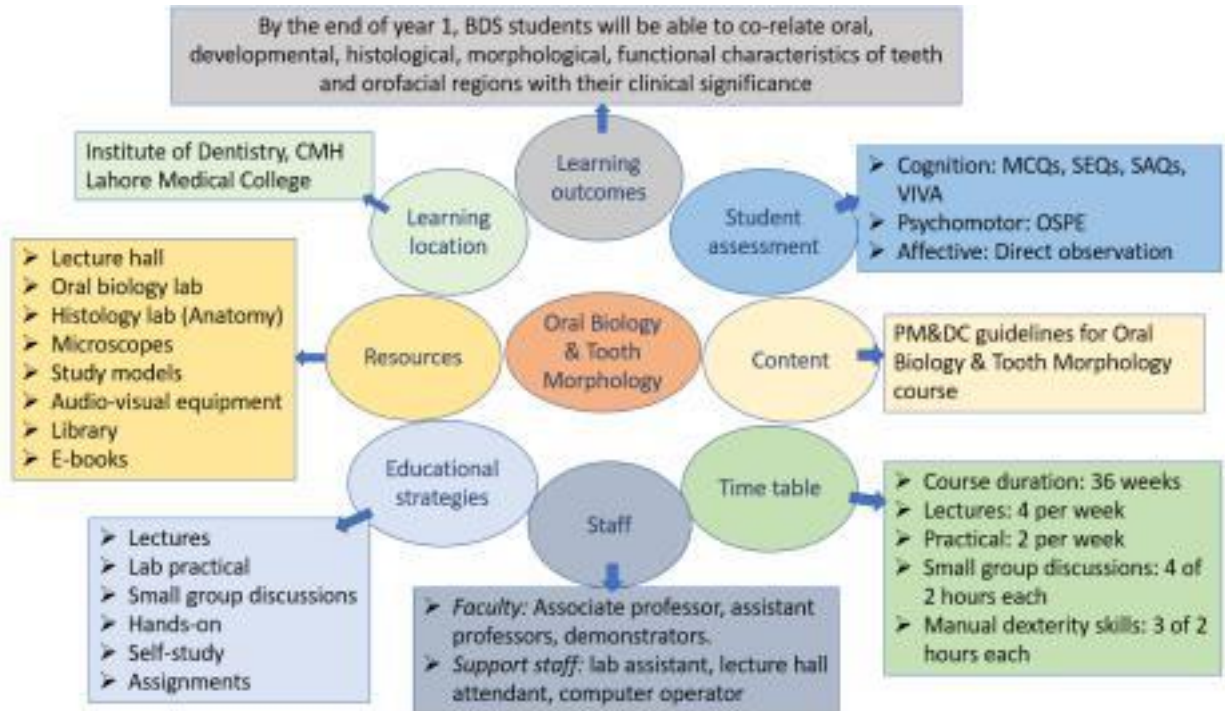 By the end of year 1, BDS students will be able to co-relate oral,
developmental, histological, morphological, functional characteristics of teeth
and orofacial regions with their clinical significance
Institute of Dentistry, CMH
Lahore Medical College
Learning
outcomes
Learning
location
Student
assessment
➤ Cognition: MCQs, SEQs, SAQs,
VIVA
➤ Psychomotor: OSPE
➤ Affective: Direct observation
➤ Lecture hall
➤ Oral biology lab
➤ Histology lab (Anatomy)
➤ Microscopes
➤ Study models
➤ Audio-visual equipment
➤ Library
➤ E-books
Resources
Oral Biology
& Tooth
Morphology
Content
PM&DC guidelines for Oral
Biology & Tooth Morphology
course
Educational
strategies
Staff
Time table
➤ Lectures
➤ Lab practical
➤ Small group discussions
➤ Hands-on
➤ Self-study
➤ Assignments
➤ Faculty: Associate professor, assistant
professors, demonstrators.
➤ Support staff: lab assistant, lecture hall
attendant, computer operator
➤ Course duration: 36 weeks
➤ Lectures: 4 per week
➤ Practical: 2 per week
➤ Small group discussions: 4 of
2 hours each
➤ Manual dexterity skills: 3 of 2
hours each